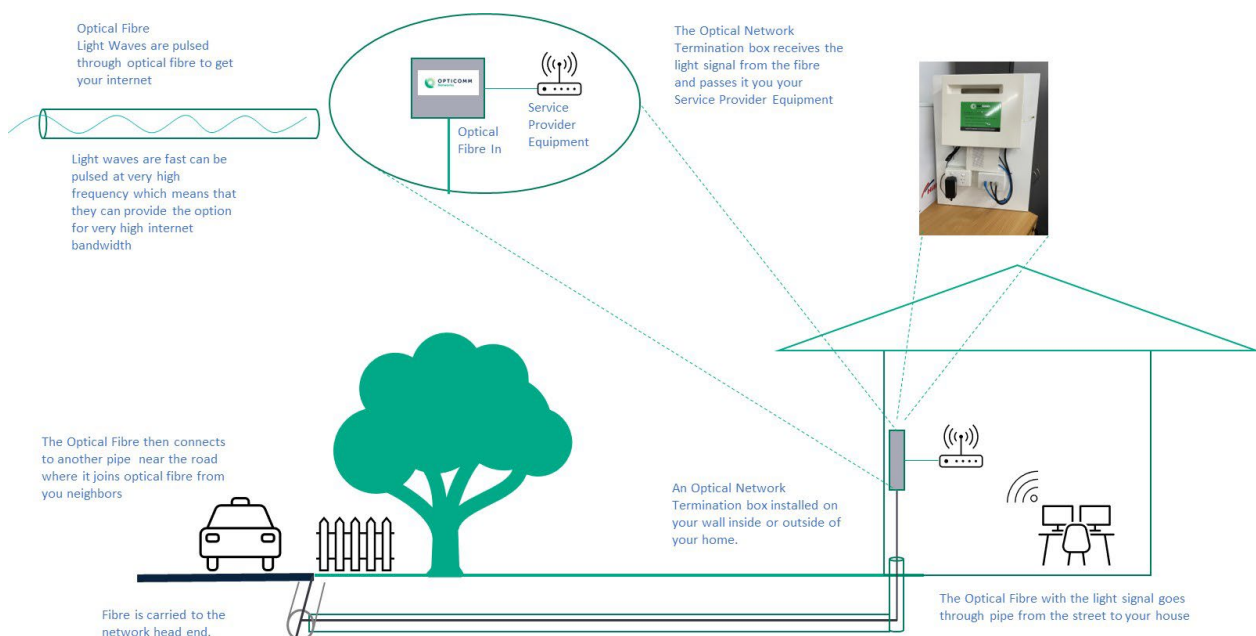 Optical Fibre
Light Waves are pulsed
through optical fibre to get
your internet
Light waves are fast can be
pulsed at very high
frequency which means that
they can provide the option
for very high internet
bandwidth
OPTICOMM
Optical
Fibre In
Service
Provider
Equipment
The Optical Network
Termination box receives the
light signal from the fibre
and passes it you your
Service Provider Equipment
The Optical Fibre then connects
to another pipe near the road
where it joins optical fibre from
you neighbors
An Optical Network
Termination box installed on
your wall inside or outside of
your home.
Fibre is carried to the
network head end.
The Optical Fibre with the light signal goes
through pipe from the street to your house